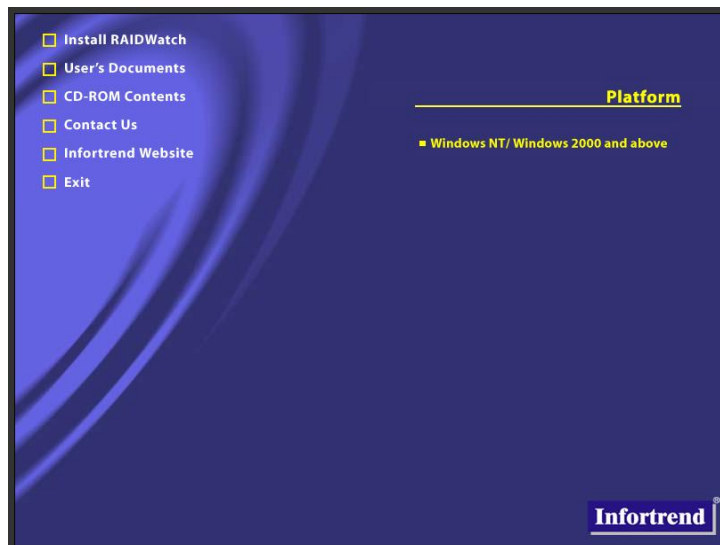 Install RAIDWatch
User's Documents
CD-ROM Contents
Contact Us
Infortrend Website
Exit
Platform
Windows NT/ Windows 2000 and above
Infortrend®